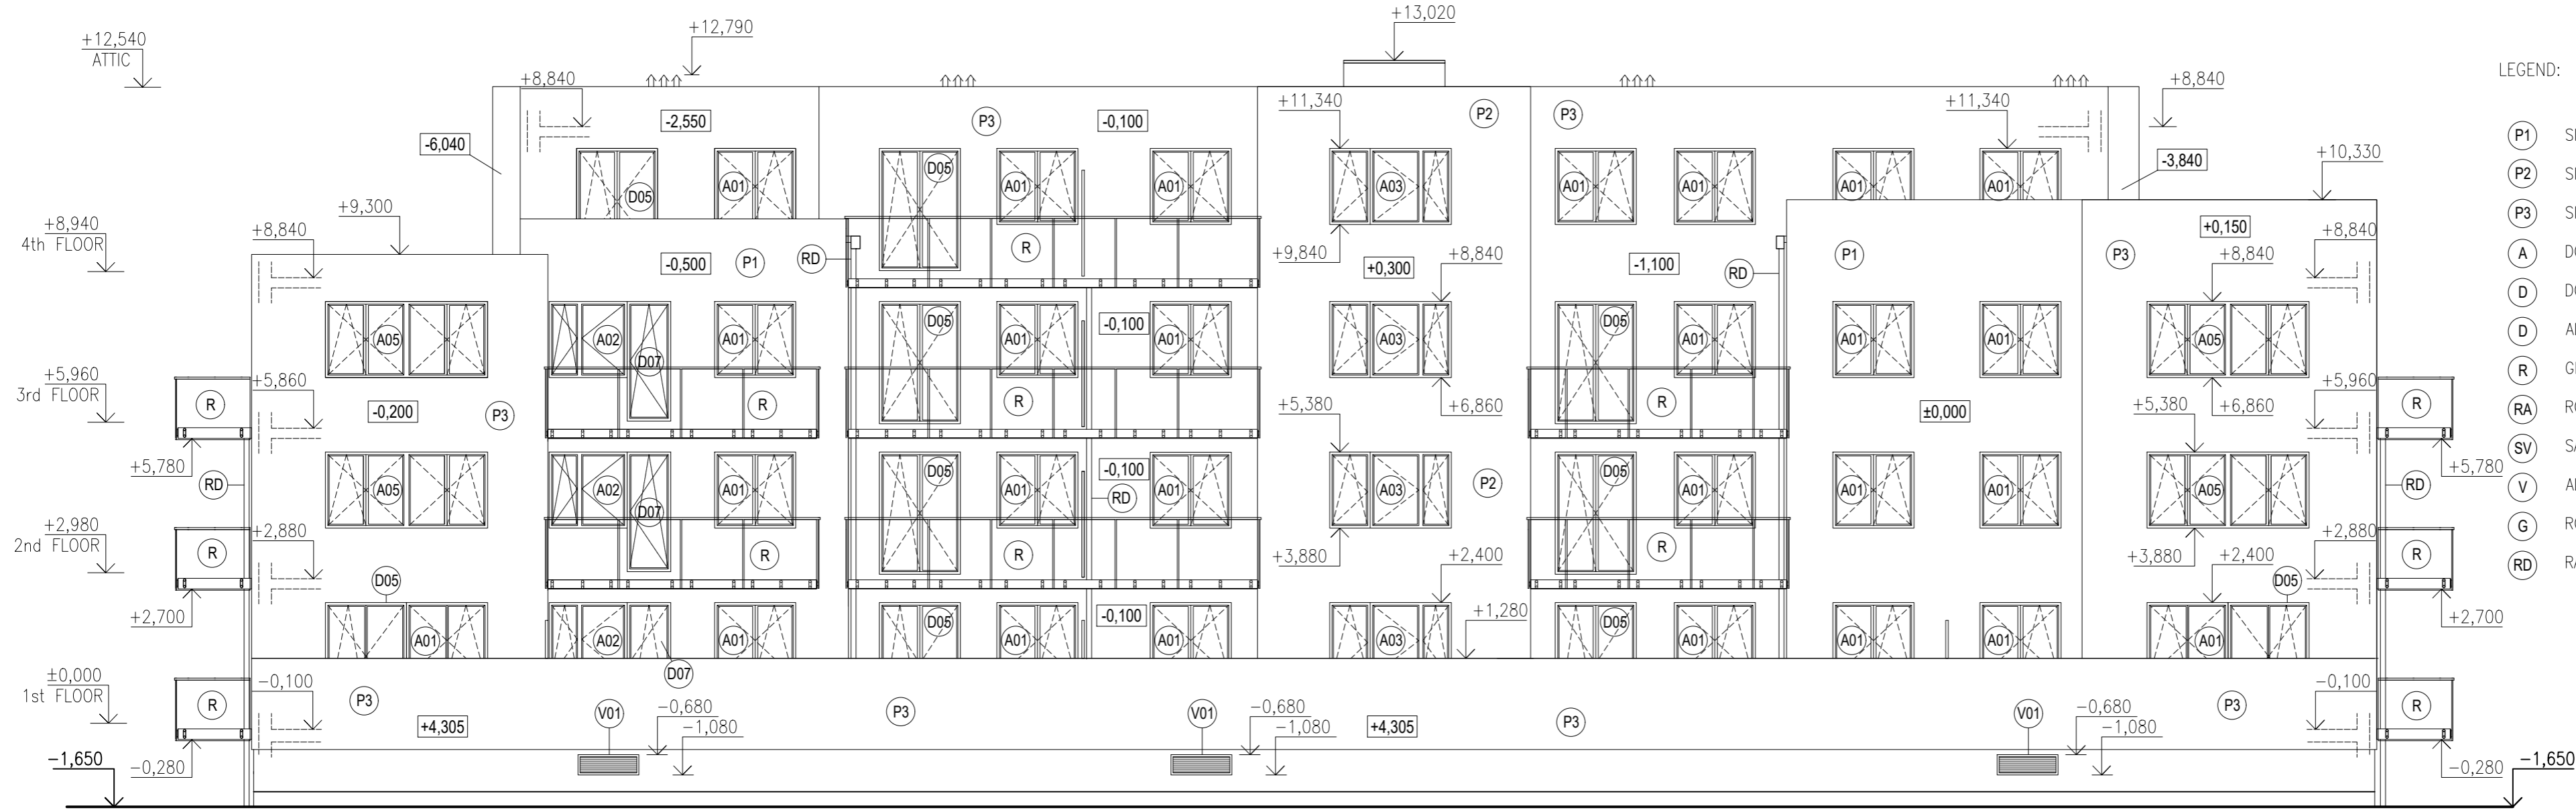 +13,020
+12,540
ATTIC
+12,790
LEGEND:
+8,840
+8,840
+11,340
+11,340
P3
-2,550
-0,100
P2
P3
P1
-6,040
-3,840
+10,330
P2
D05
D05
A01
A01
A01
A03
A01
A01
A01
A01
P3
+9,300
+8,940
4th FLOOR
+8,840
+0,150
+8,840
R
-0,500
P1
RD
+9,840
+0,300
+8,840
-1,100
RD
P1
P3
+8,840
A
D
D05
-0,100
D05
D
A05
A02
D07
A01
A01
A01
A03
A01
A01
A01
A05
R
+5,960
3rd FLOOR
+5,860
+5,960
R
-0,200
P3
R
R
+5,380
+6,860
R
±0,000
+5,380
+6,860
R
RA
SV
+5,780
-0,100
D05
D05
+5,780
RD
A05
A02
D07
A01
A01
RD
A01
A03
P2
A01
A01
A01
A05
RD
V
+2,980
2nd FLOOR
+2,880
+2,880
G
R
R
R
+3,880
+2,400
R
+3,880
+2,400
R
RD
D05
D05
+2,700
-0,100
D05
+1,280
D05
+2,700
A01
A02
A01
A01
A01
A03
A01
A01
A01
A01
D07
±0,000
1st FLOOR
-0,100
-0,100
R
P3
+4,305
V01
-0,680
-1,080
P3
V01
-0,680
-1,080
+4,305
P3
V01
-0,680
-1,080
P3
R
-1,650
-0,280
-0,280
-1,650